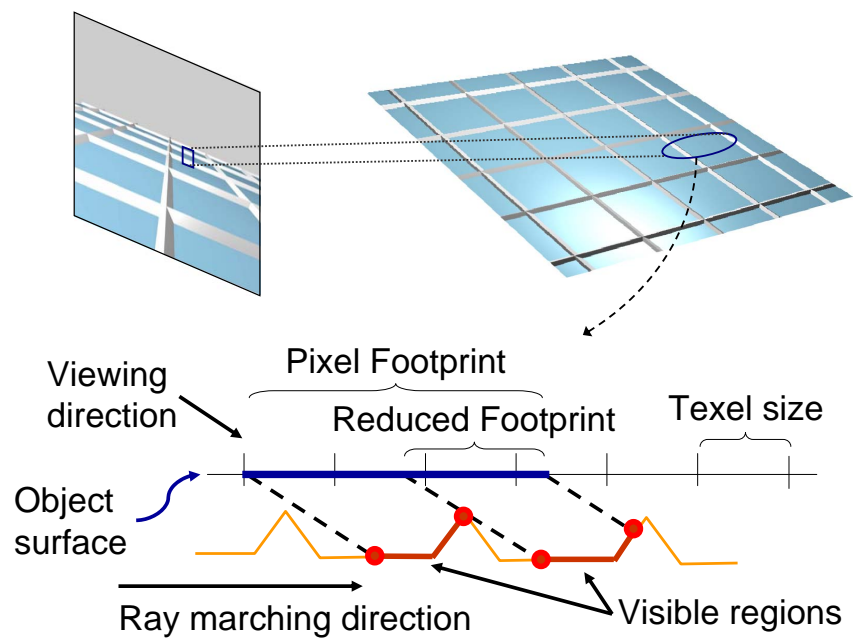 Pixel Footprint
Viewing
direction
Reduced Footprint
Texel size
Object
surface
Ray marching direction
Visible regions